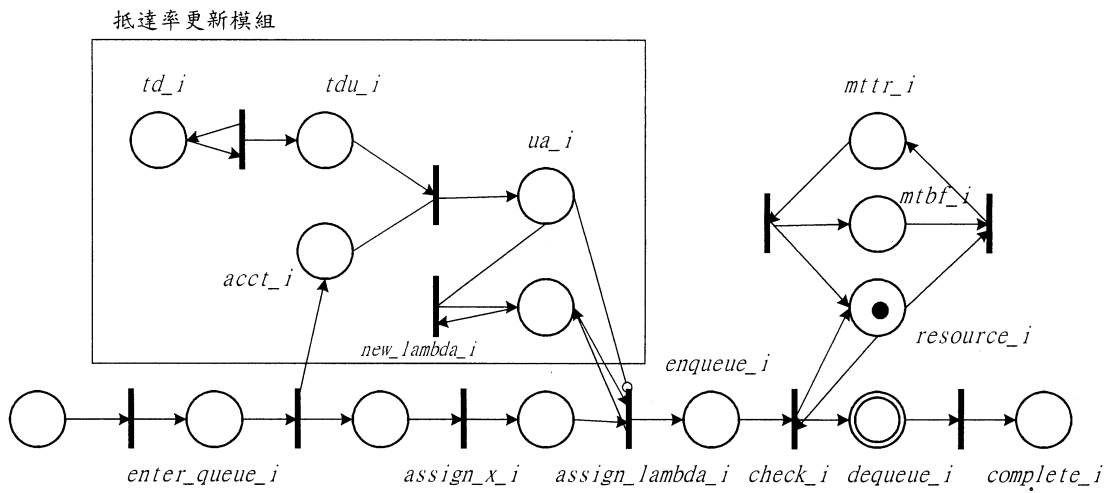 抵達率更新模組
td_i
tdu_i
mttr_i
ua_i
mtbf_i
acct_i
new_lambda_i
resource_i
enqueue_i
enter_queue_i
assign_x_i
assign_lambda_i
check_i
dequeue_i
complete_i